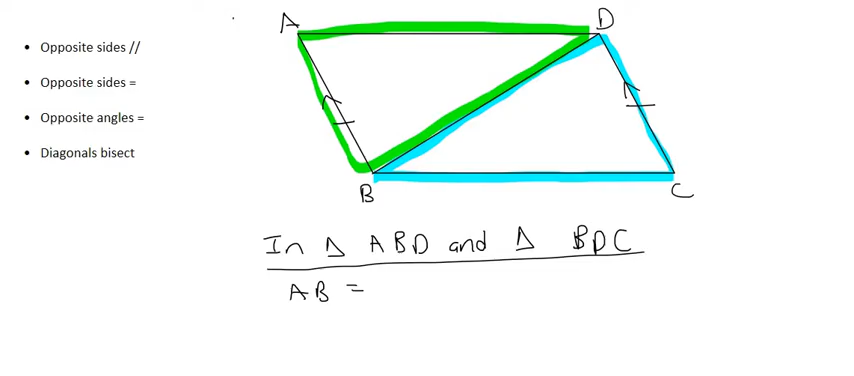 • Opposite sides //
• Opposite sides =
• Opposite angles =
• Diagonals bisect
A
D
B
C
In Δ ABD and Δ BDC
AB =